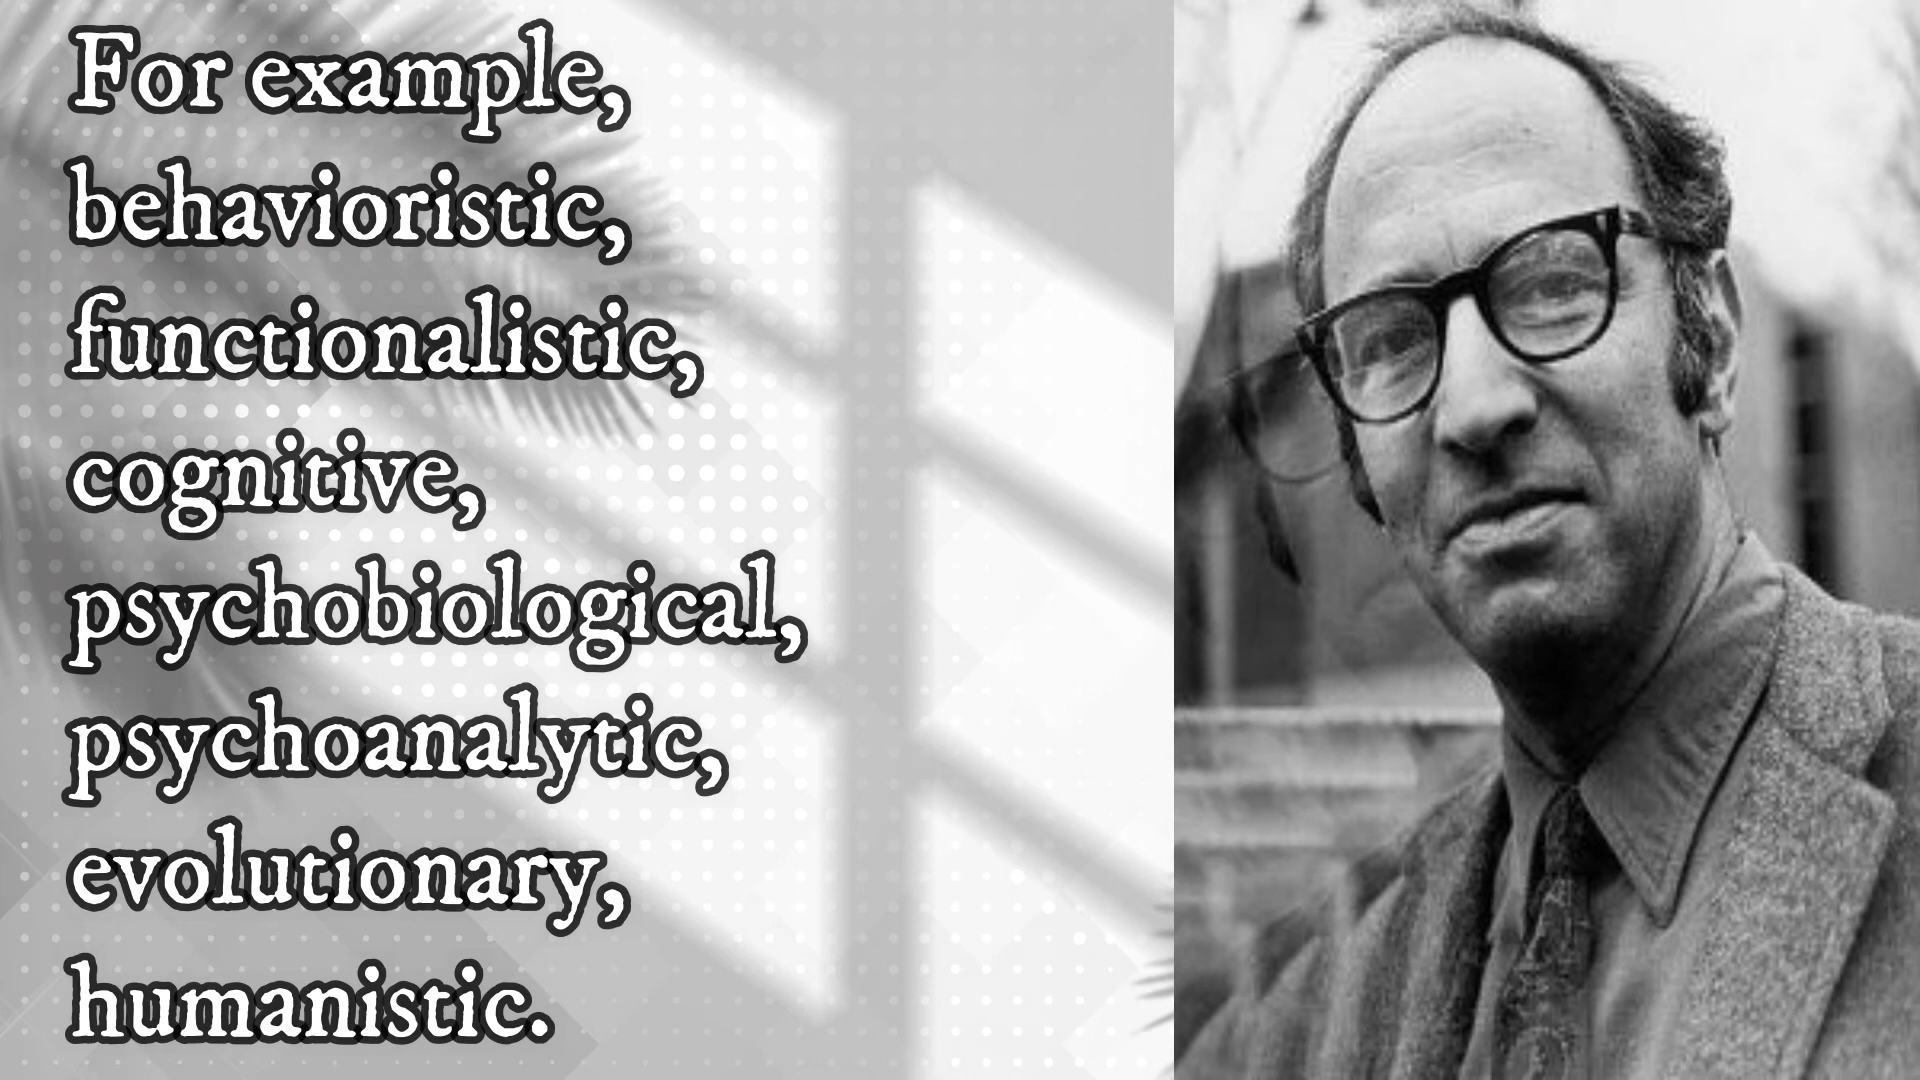 For example,
behavioristic,
functionalistic,
cognitive,
psychobiological,
psychoanalytic,
evolutionary,
humanistic.